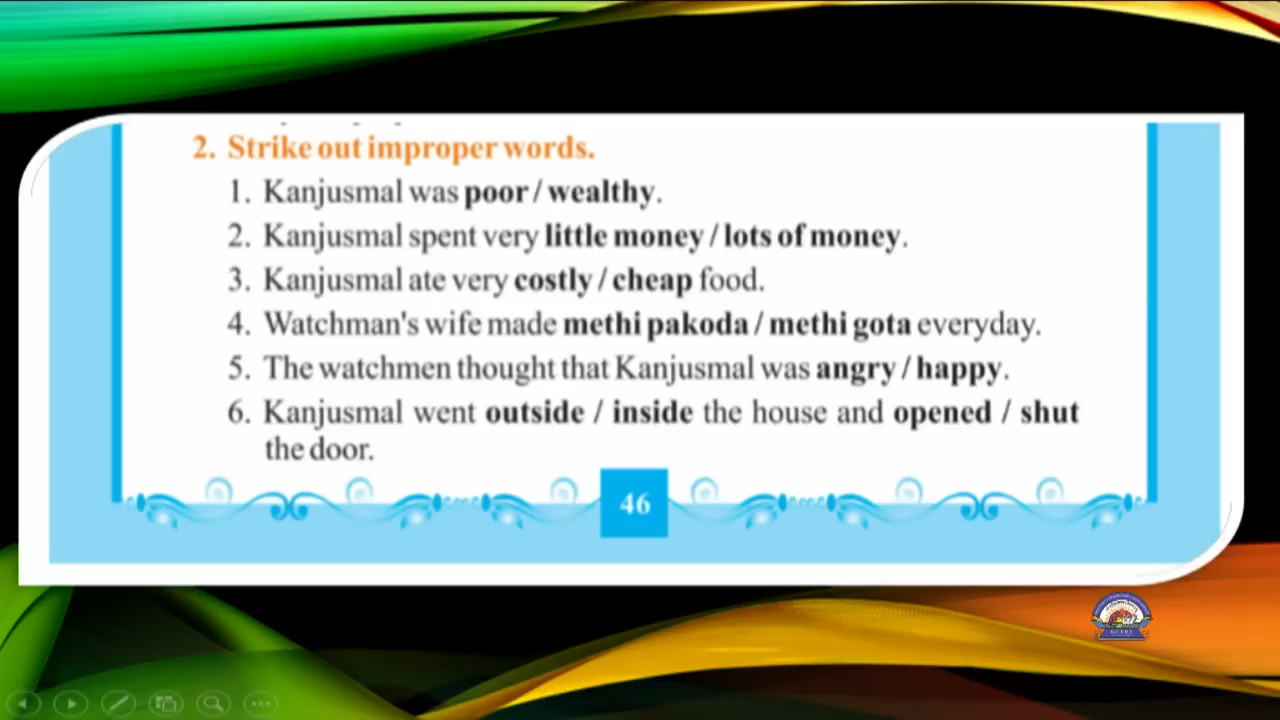 2. Strike out improper words.
1. Kanjusmal was poor / wealthy.
2. Kanjusmal spent very little money / lots of money.
3. Kanjusmal ate very costly / cheap food.
4. Watchman's wife made methi pakoda / methi gota everyday.
5. The watchmen thought that Kanjusmal was angry / happy.
6. Kanjusmal went outside / inside the house and opened / shut
the door.
46